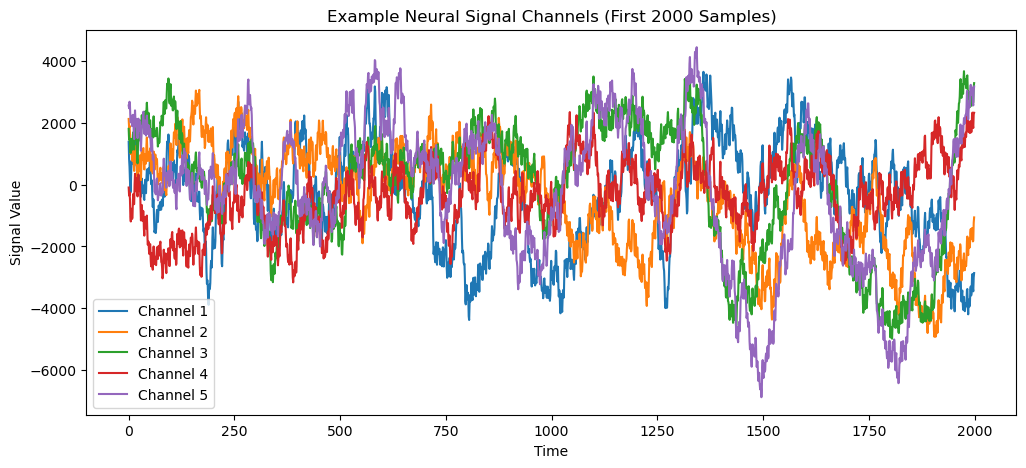 Example Neural Signal Channels (First 2000 Samples)
Signal Value
4000
2000
0
−2000
−4000
−6000
Channel 1
Channel 2
Channel 3
Channel 4
Channel 5
0 250 500 750 1000 1250 1500 1750 2000
Time